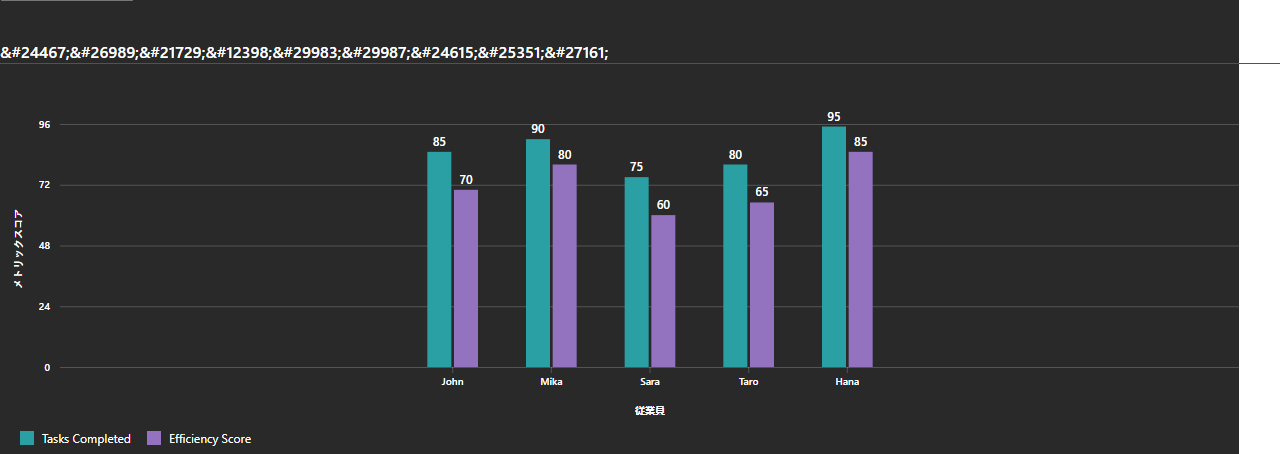 &#24467;&#26989;&#21729;&#12398;&#29983;&#29987;&#24615;&#25351;&#27161;
96
72
48
24
0
メトリックスコア
85
70
90
80
75
60
80
65
95
85
John
Mika
Sara
Taro
Hana
従業員
Tasks Completed
Efficiency Score